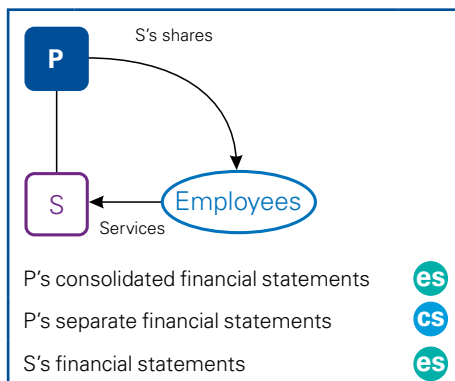 S's shares
P
S
Employees
Services
P's consolidated financial statements es
P's separate financial statements cs
S's financial statements es